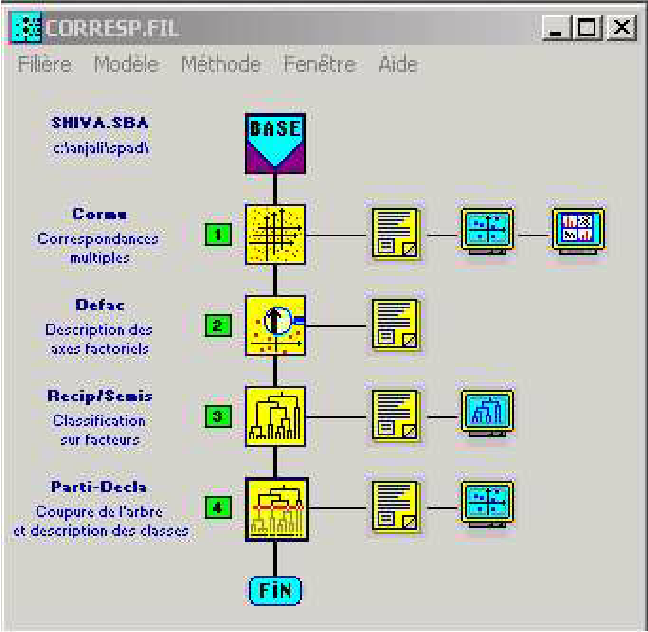 CORRESP.FIL
Filière Modèle Méthode Fenêtre Aide
SHIVA.SBA
c:\anjali\spad\
BASE
Cormu
Correspondances
multiples
1
Defac
Description des
axes factoriels
2
Recip/Semis
Classification
sur facteurs
3
Parti-Decla
Coupure de l'arbre
et description des classes
4
FiN